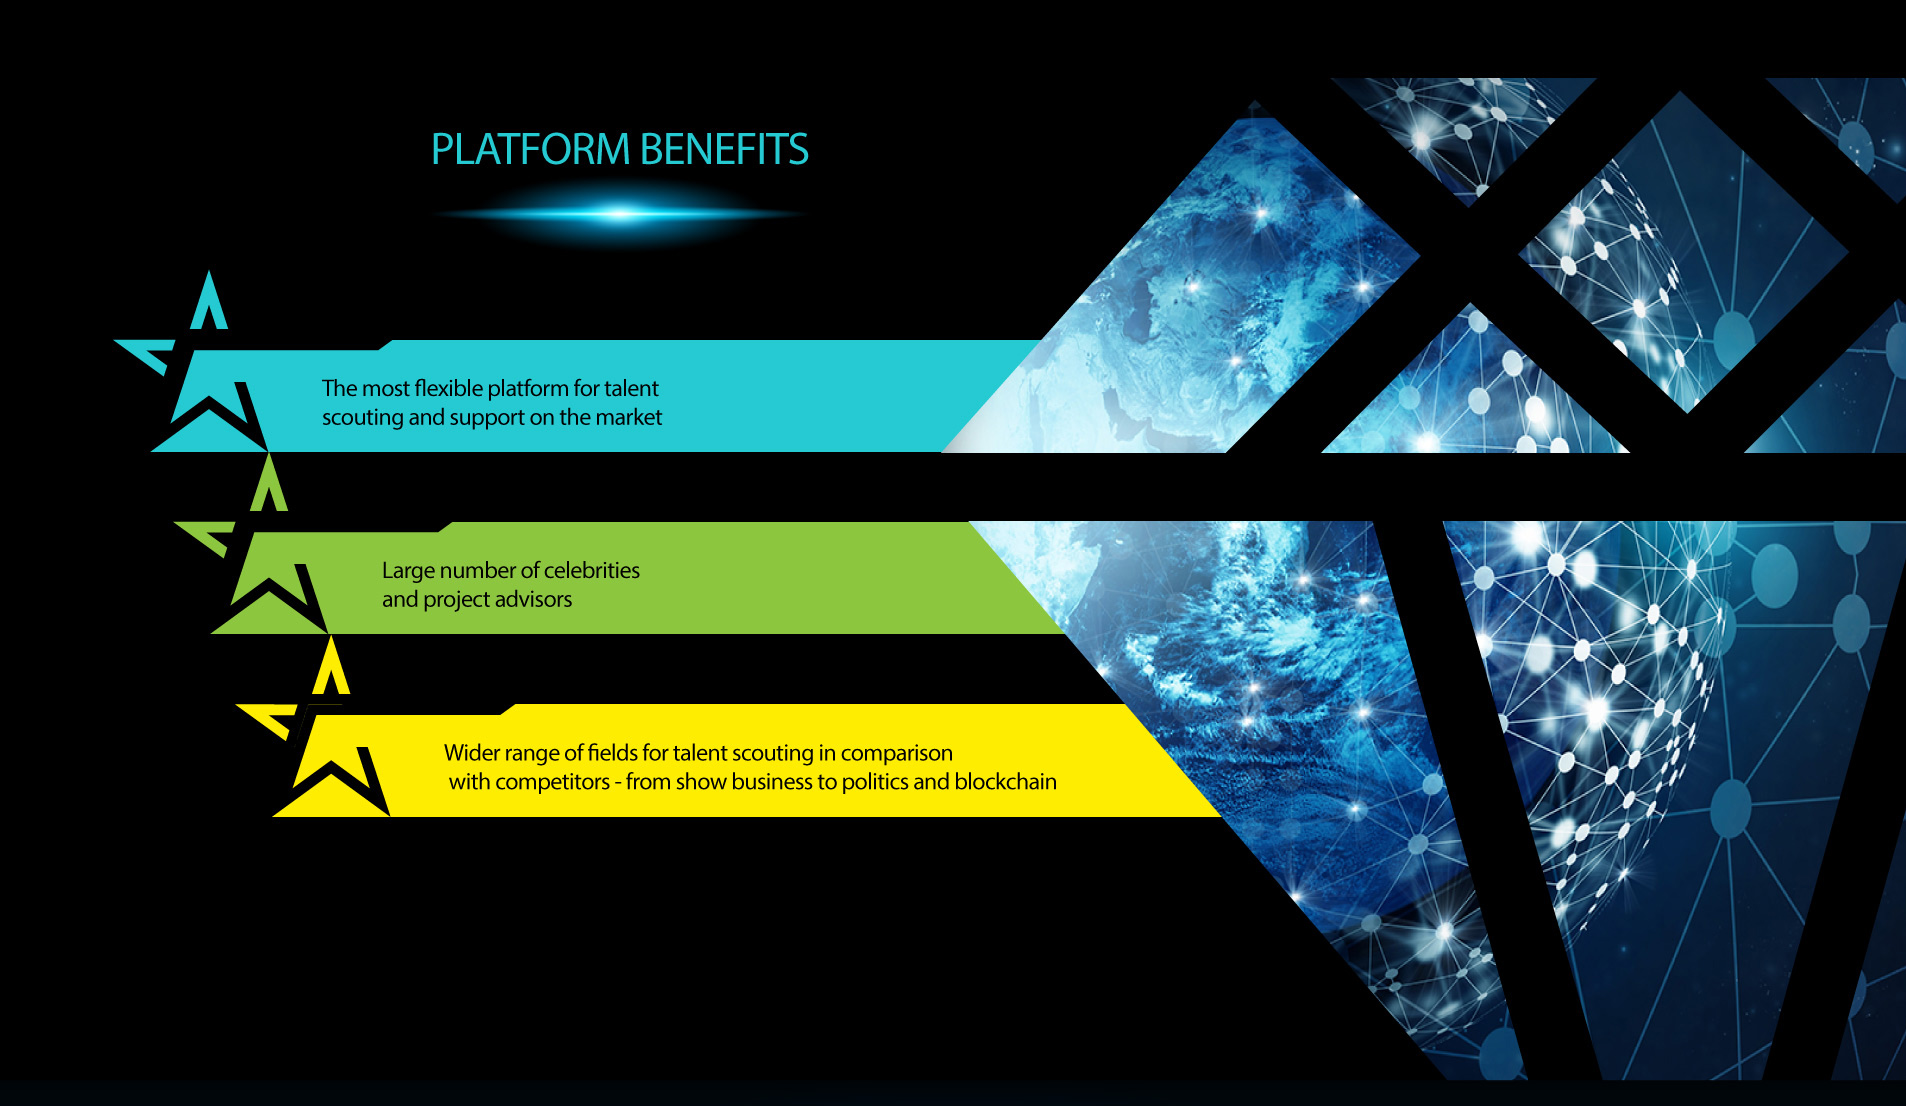 PLATFORM BENEFITS
The most flexible platform for talent
scouting and support on the market
Large number of celebrities
and project advisors
Wider range of fields for talent scouting in comparison
with competitors - from show business to politics and blockchain